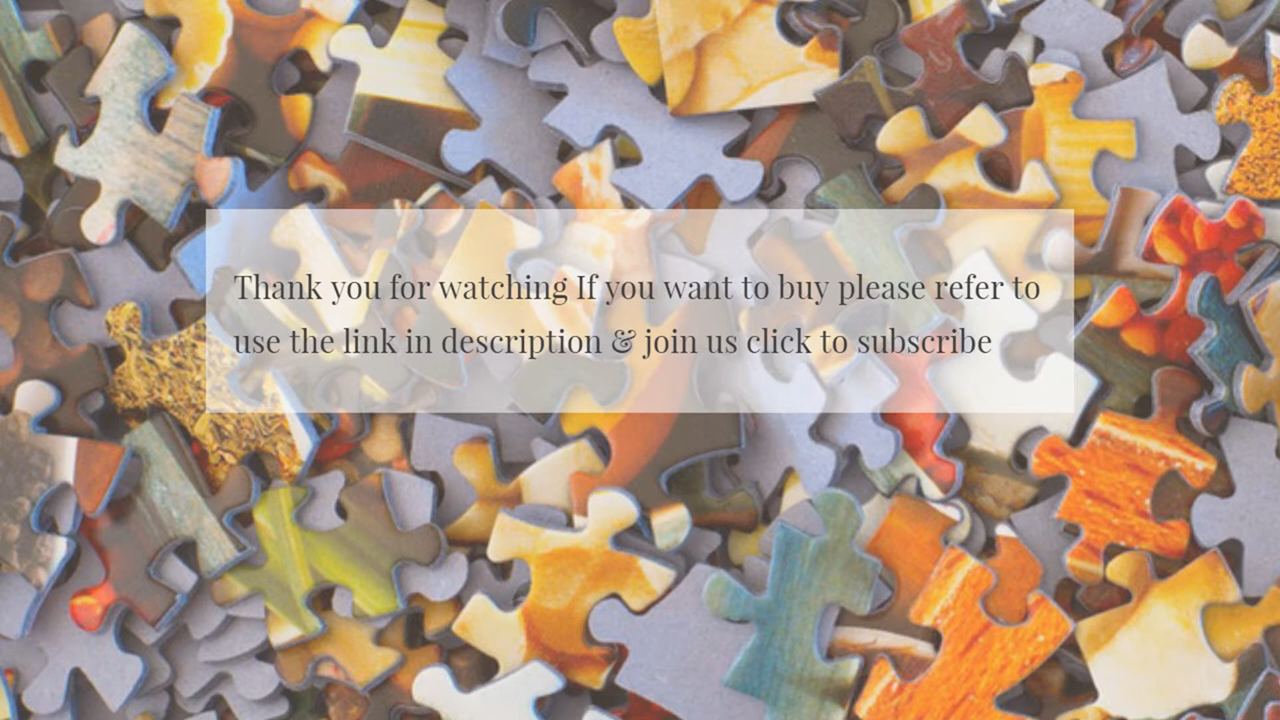 Thank you for watching If you want to buy please refer to
use the link in description & join us click to subscribe